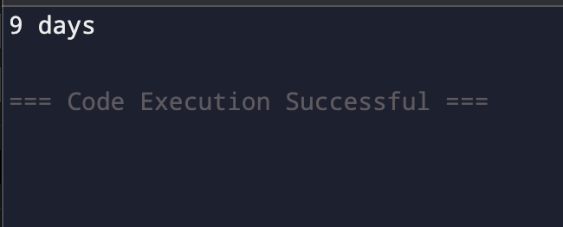 9 days
=== Code Execution Successful ===